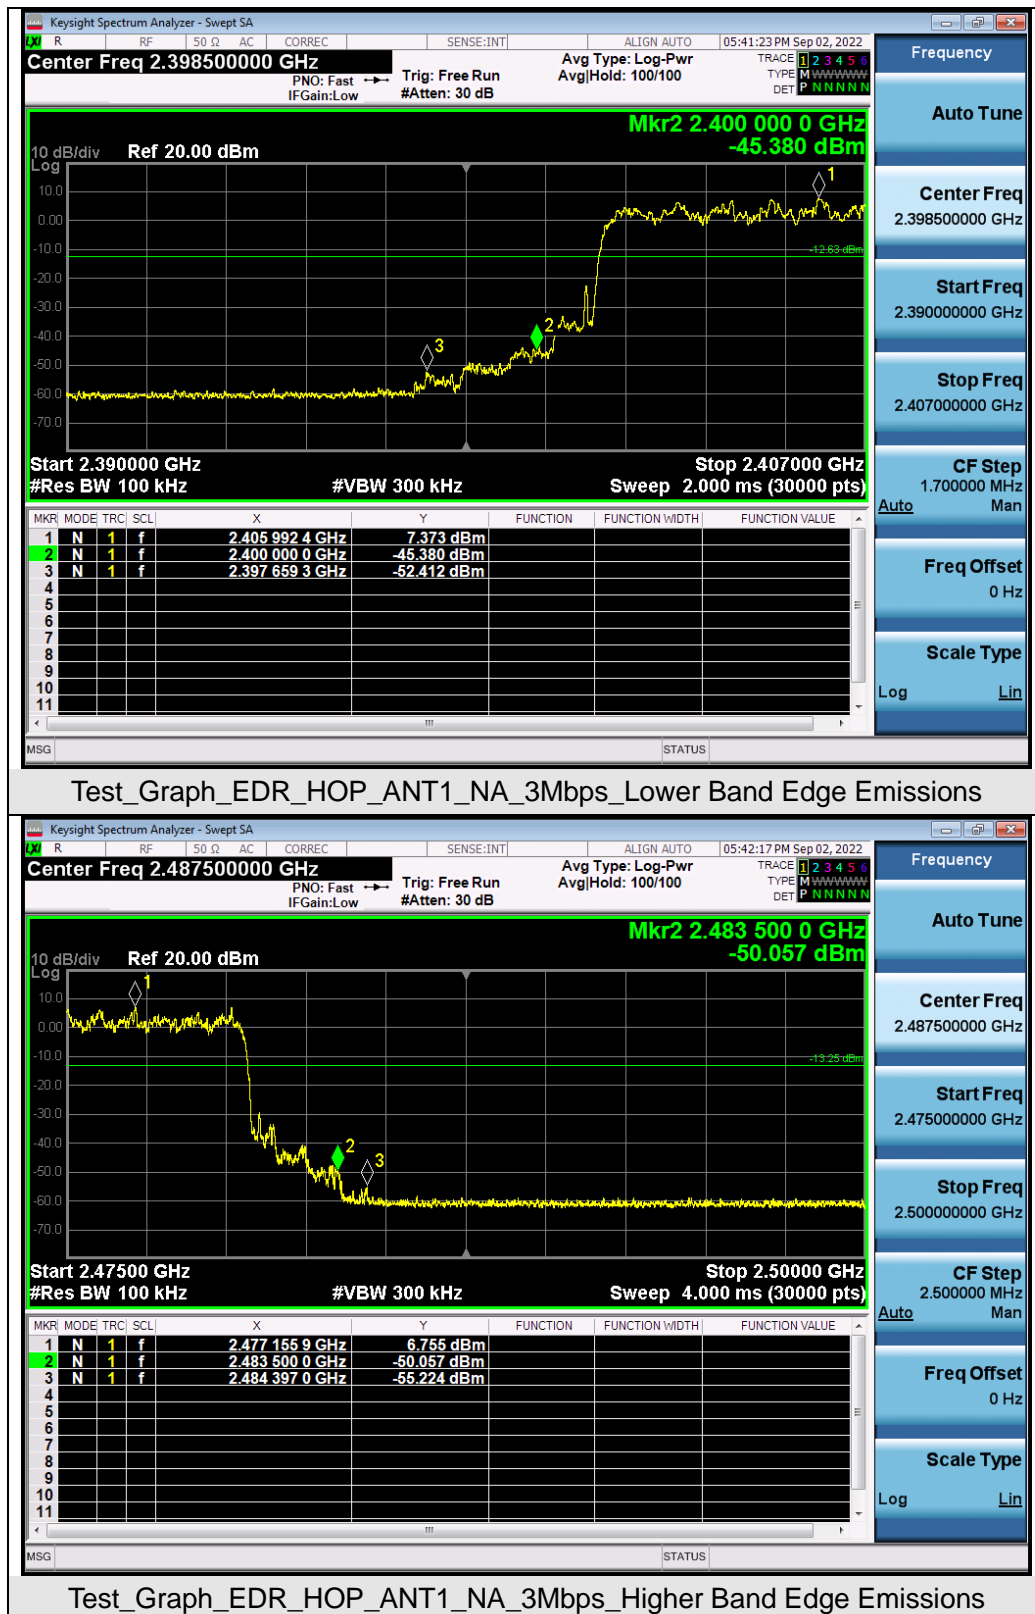 Keysight Spectrum Analyzer - Swept SA
LXI R RF 50 Ω AC CORREC SENSE:INT ALIGN AUTO 05:41:23 PM Sep 02, 2022
Center Freq 2.398500000 GHz
PNO: Fast
IFGain:Low
Trig: Free Run
#Atten: 30 dB
Avg Type: Log-Pwr
Avg|Hold: 100/100
TRACE 1 2 3 4 5 6
TYPE M WWWWW
DET P N N N N N
Mkr2 2.400 000 0 GHz
-45.380 dBm
10 dB/div Ref 20.00 dBm
Log
10.0
0.00
-10.0
-20.0
-30.0
-40.0
-50.0
-60.0
-70.0
1
2
3
-12.63 dBm
Start 2.390000 GHz Stop 2.407000 GHz
#Res BW 100 kHz #VBW 300 kHz Sweep 2.000 ms (30000 pts)
MKR MODE TRC SCL X Y FUNCTION FUNCTION WIDTH FUNCTION VALUE
1 N 1 f 2.405 992 4 GHz 7.373 dBm
2 N 1 f 2.400 000 0 GHz -45.380 dBm
3 N 1 f 2.397 659 3 GHz -52.412 dBm
4
5
6
7
8
9
10
11
MSG STATUS
Frequency
Auto Tune
Center Freq
2.398500000 GHz
Start Freq
2.390000000 GHz
Stop Freq
2.407000000 GHz
CF Step
1.700000 MHz
Auto Man
Freq Offset
0 Hz
Scale Type
Log Lin
Test_Graph_EDR_HOP_ANT1_NA_3Mbps_Lower Band Edge Emissions
Keysight Spectrum Analyzer - Swept SA
LXI R RF 50 Ω AC CORREC SENSE:INT ALIGN AUTO 05:42:17 PM Sep 02, 2022
Center Freq 2.487500000 GHz
PNO: Fast
IFGain:Low
Trig: Free Run
#Atten: 30 dB
Avg Type: Log-Pwr
Avg|Hold: 100/100
TRACE 1 2 3 4 5 6
TYPE M WWWWW
DET P N N N N N
Mkr2 2.483 500 0 GHz
-50.057 dBm
10 dB/div Ref 20.00 dBm
Log
10.0
0.00
-10.0
-20.0
-30.0
-40.0
-50.0
-60.0
-70.0
1
2
3
-13.25 dBm
Start 2.47500 GHz Stop 2.50000 GHz
#Res BW 100 kHz #VBW 300 kHz Sweep 4.000 ms (30000 pts)
MKR MODE TRC SCL X Y FUNCTION FUNCTION WIDTH FUNCTION VALUE
1 N 1 f 2.477 155 9 GHz 6.755 dBm
2 N 1 f 2.483 500 0 GHz -50.057 dBm
3 N 1 f 2.484 397 0 GHz -55.224 dBm
4
5
6
7
8
9
10
11
MSG STATUS
Frequency
Auto Tune
Center Freq
2.487500000 GHz
Start Freq
2.475000000 GHz
Stop Freq
2.500000000 GHz
CF Step
2.500000 MHz
Auto Man
Freq Offset
0 Hz
Scale Type
Log Lin
Test_Graph_EDR_HOP_ANT1_NA_3Mbps_Higher Band Edge Emissions